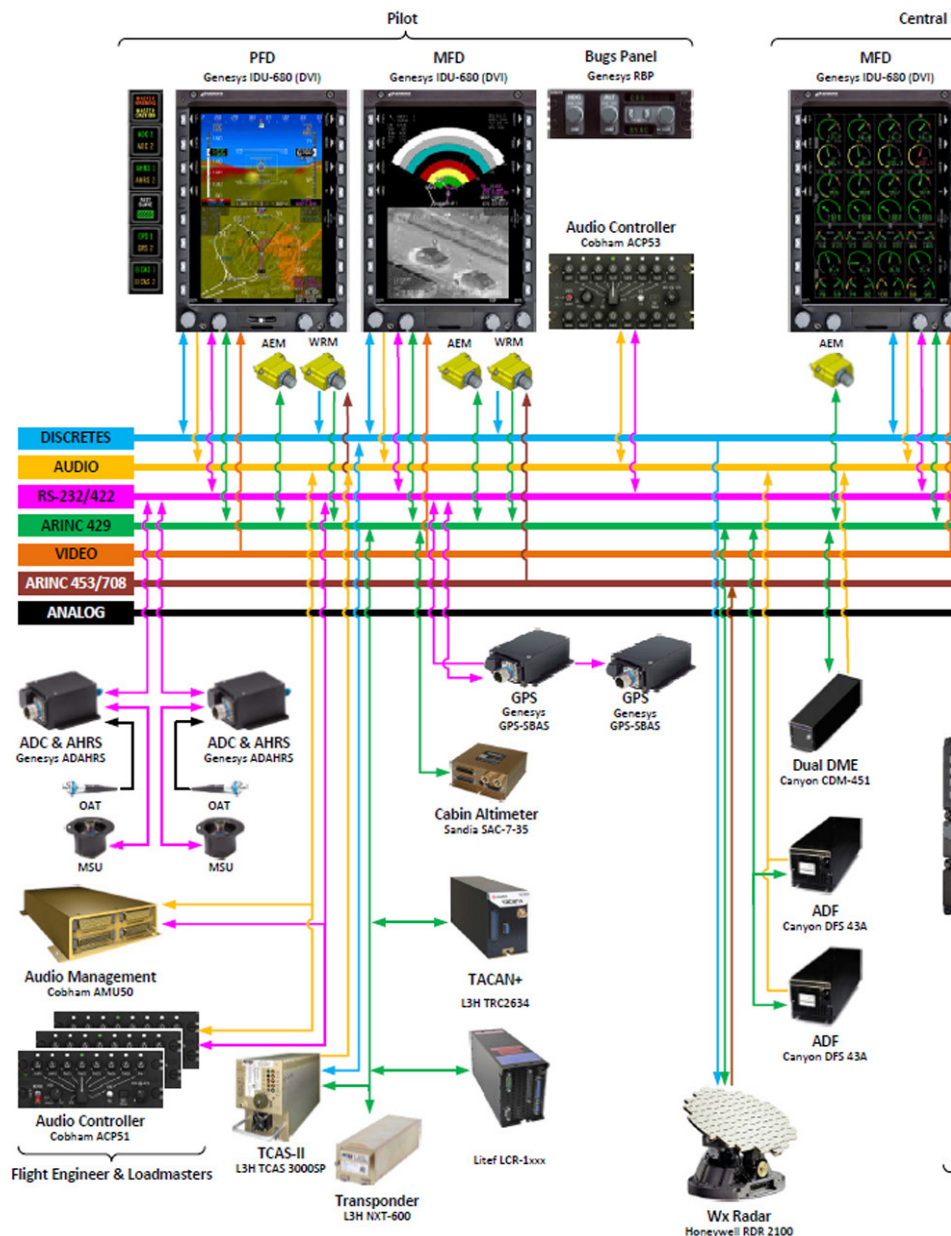 Pilot
Central
PFD
Genesys IDU-680 (DVI)
MFD
Genesys IDU-680 (DVI)
Bugs Panel
Genesys RBP
MFD
Genesys IDU-680 (DVI)
Audio Controller
Cobham ACP53
AEM
WRM
AEM
WRM
AEM
DISCRETES
AUDIO
RS-232/422
ARINC 429
VIDEO
ARINC 453/708
ANALOG
ADC & AHRS
Genesys ADAHRS
ADC & AHRS
Genesys ADAHRS
GPS
Genesys
GPS-SBAS
GPS
Genesys
GPS-SBAS
OAT
OAT
MSU
MSU
Cabin Altimeter
Sandia SAC-7-35
Dual DME
Canyon CDM-451
ADF
Canyon DFS 43A
Audio Management
Cobham AMU50
TACAN+
L3H TRC2634
ADF
Canyon DFS 43A
Audio Controller
Cobham ACP51
Flight Engineer & Loadmasters
TCAS-II
L3H TCAS 3000SP
Litef LCR-1xxx
Transponder
L3H NXT-600
Wx Radar
Honeywell RDR 2100